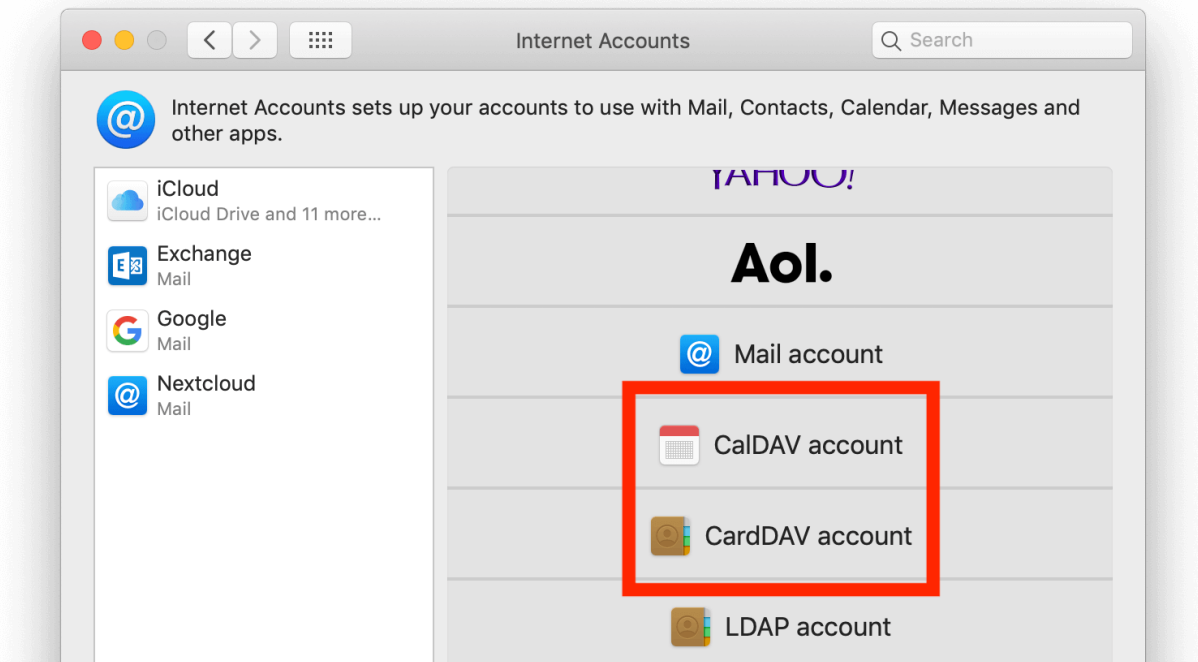 Internet Accounts
Search
Internet Accounts sets up your accounts to use with Mail, Contacts, Calendar, Messages and
other apps.
iCloud
iCloud Drive and 11 more...
Exchange
Mail
Google
Mail
Nextcloud
Mail
YAHOO!
Aol.
Mail account
CalDAV account
CardDAV account
LDAP account